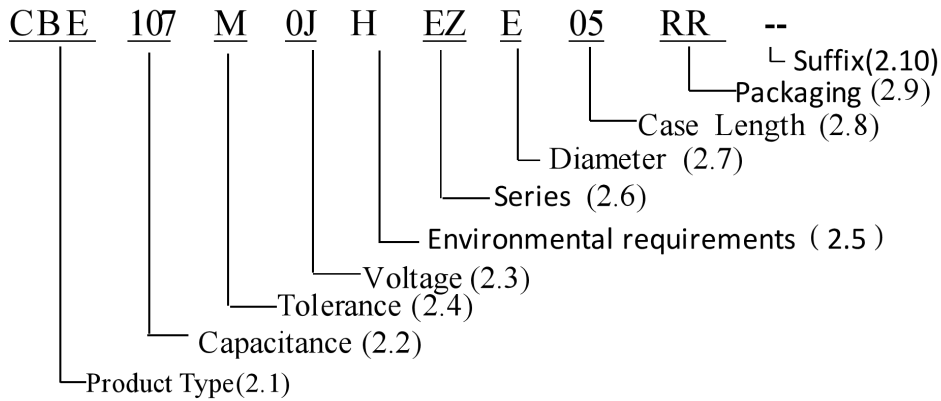 CBE 107 M 0J H EZ E 05 RR --
Suffix(2.10)
Packaging (2.9)
Case Length (2.8)
Diameter (2.7)
Series (2.6)
Environmental requirements（2.5）
Voltage (2.3)
Tolerance (2.4)
Capacitance (2.2)
Product Type(2.1)